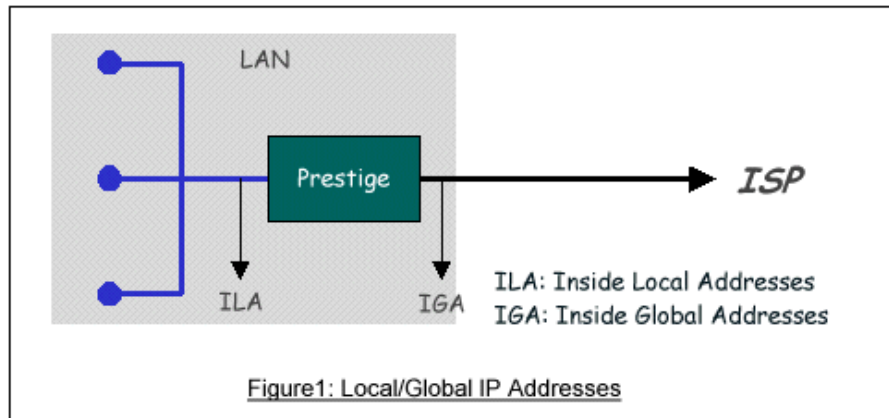 LAN
Prestige
ISP
ILA
IGA
ILA: Inside Local Addresses
IGA: Inside Global Addresses
Figure1: Local/Global IP Addresses